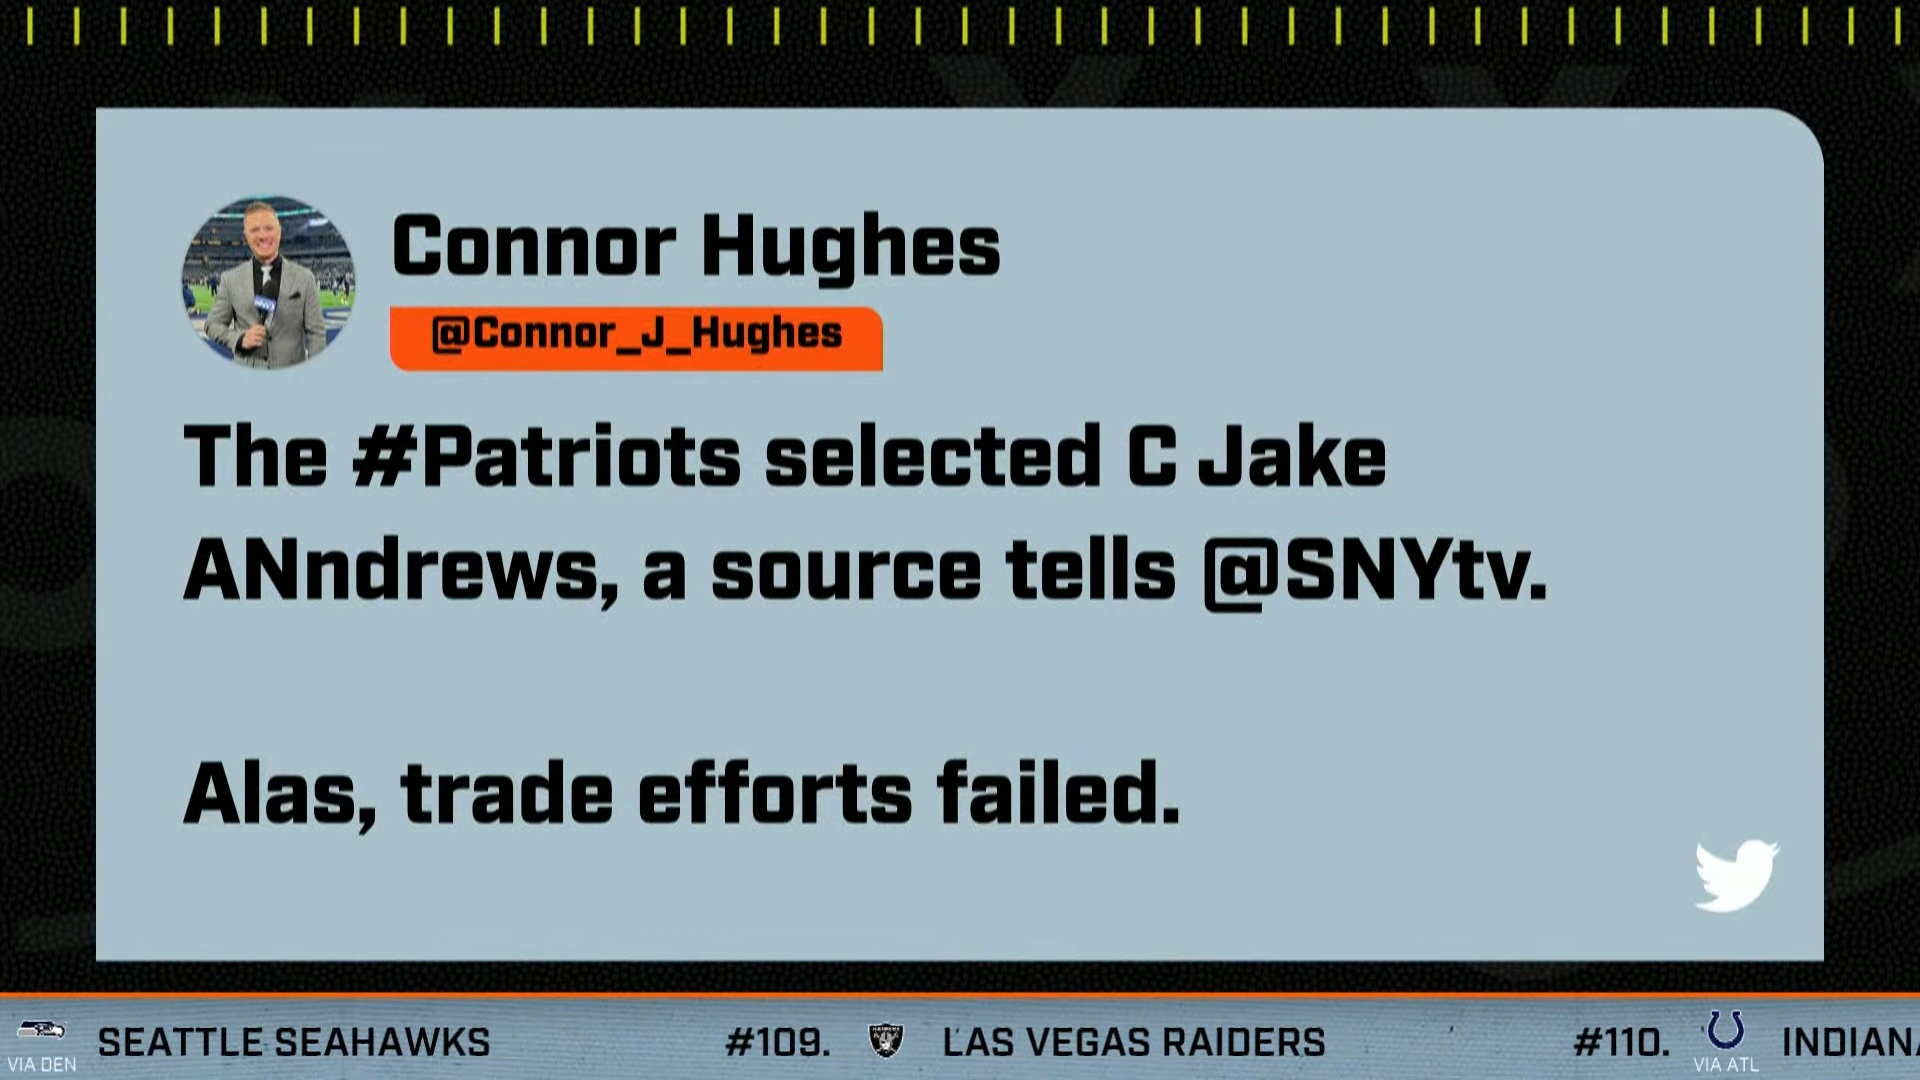 Connor Hughes
@Connor_J_Hughes
The #Patriots selected C Jake
ANndrews, a source tells @SNYtv.
Alas, trade efforts failed.
SEATTLE SEAHAWKS #109. LAS VEGAS RAIDERS #110. INDIANA
VIA DEN VIA ATL